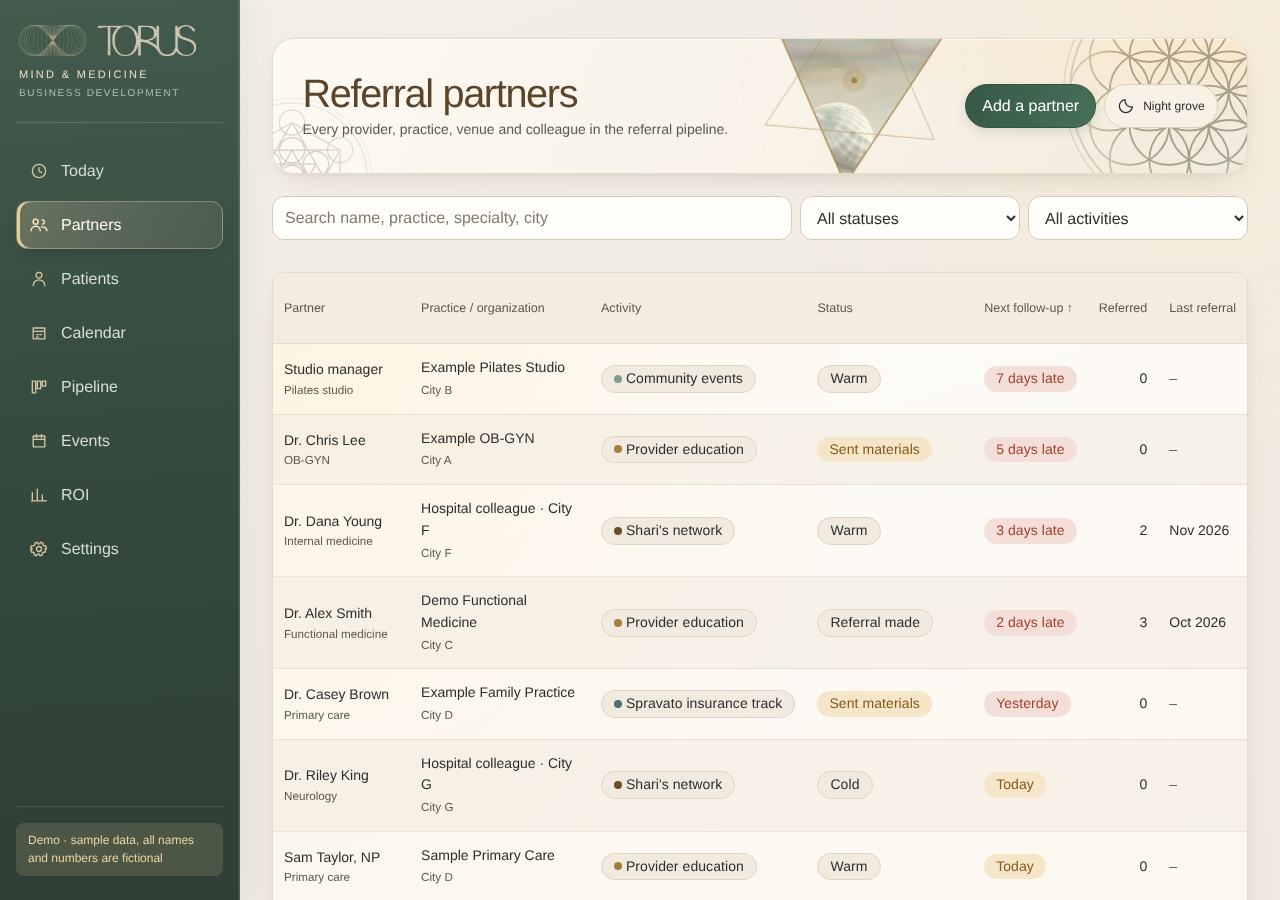 TORUS
MIND & MEDICINE
BUSINESS DEVELOPMENT
Today
Partners
Patients
Calendar
Pipeline
Events
ROI
Settings
Demo · sample data, all names
and numbers are fictional
Referral partners
Every provider, practice, venue and colleague in the referral pipeline.
Add a partner
Night grove
Search name, practice, specialty, city
All statuses
All activities
Partner Practice / organization Activity Status Next follow-up ↑ Referred Last referral
Studio manager
Pilates studio
Example Pilates Studio
City B
Community events
Warm
7 days late
0
–
Dr. Chris Lee
OB-GYN
Example OB-GYN
City A
Provider education
Sent materials
5 days late
0
–
Dr. Dana Young
Internal medicine
Hospital colleague · City
F
City F
Shari's network
Warm
3 days late
2
Nov 2026
Dr. Alex Smith
Functional medicine
Demo Functional
Medicine
City C
Provider education
Referral made
2 days late
3
Oct 2026
Dr. Casey Brown
Primary care
Example Family Practice
City D
Spravato insurance track
Sent materials
Yesterday
0
–
Dr. Riley King
Neurology
Hospital colleague · City
G
City G
Shari's network
Cold
Today
0
–
Sam Taylor, NP
Primary care
Sample Primary Care
City D
Provider education
Warm
Today
0
–